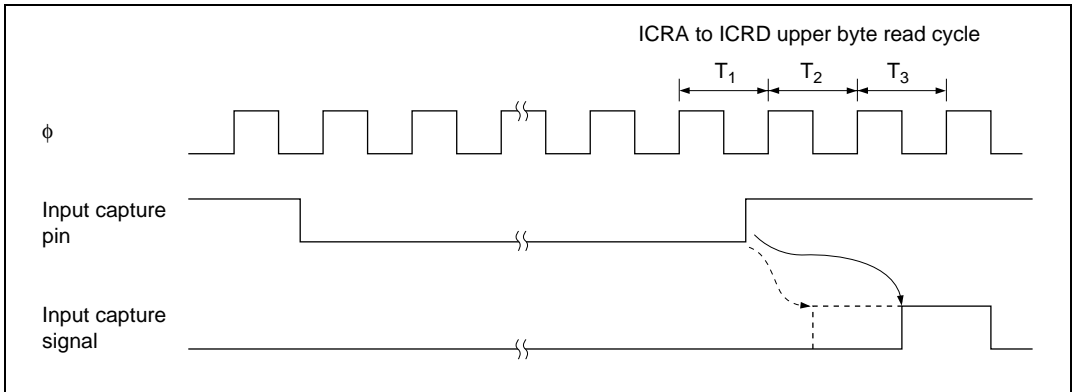 ICRA to ICRD upper byte read cycle
T1 T2 T3
ϕ
Input capture
pin
Input capture
signal